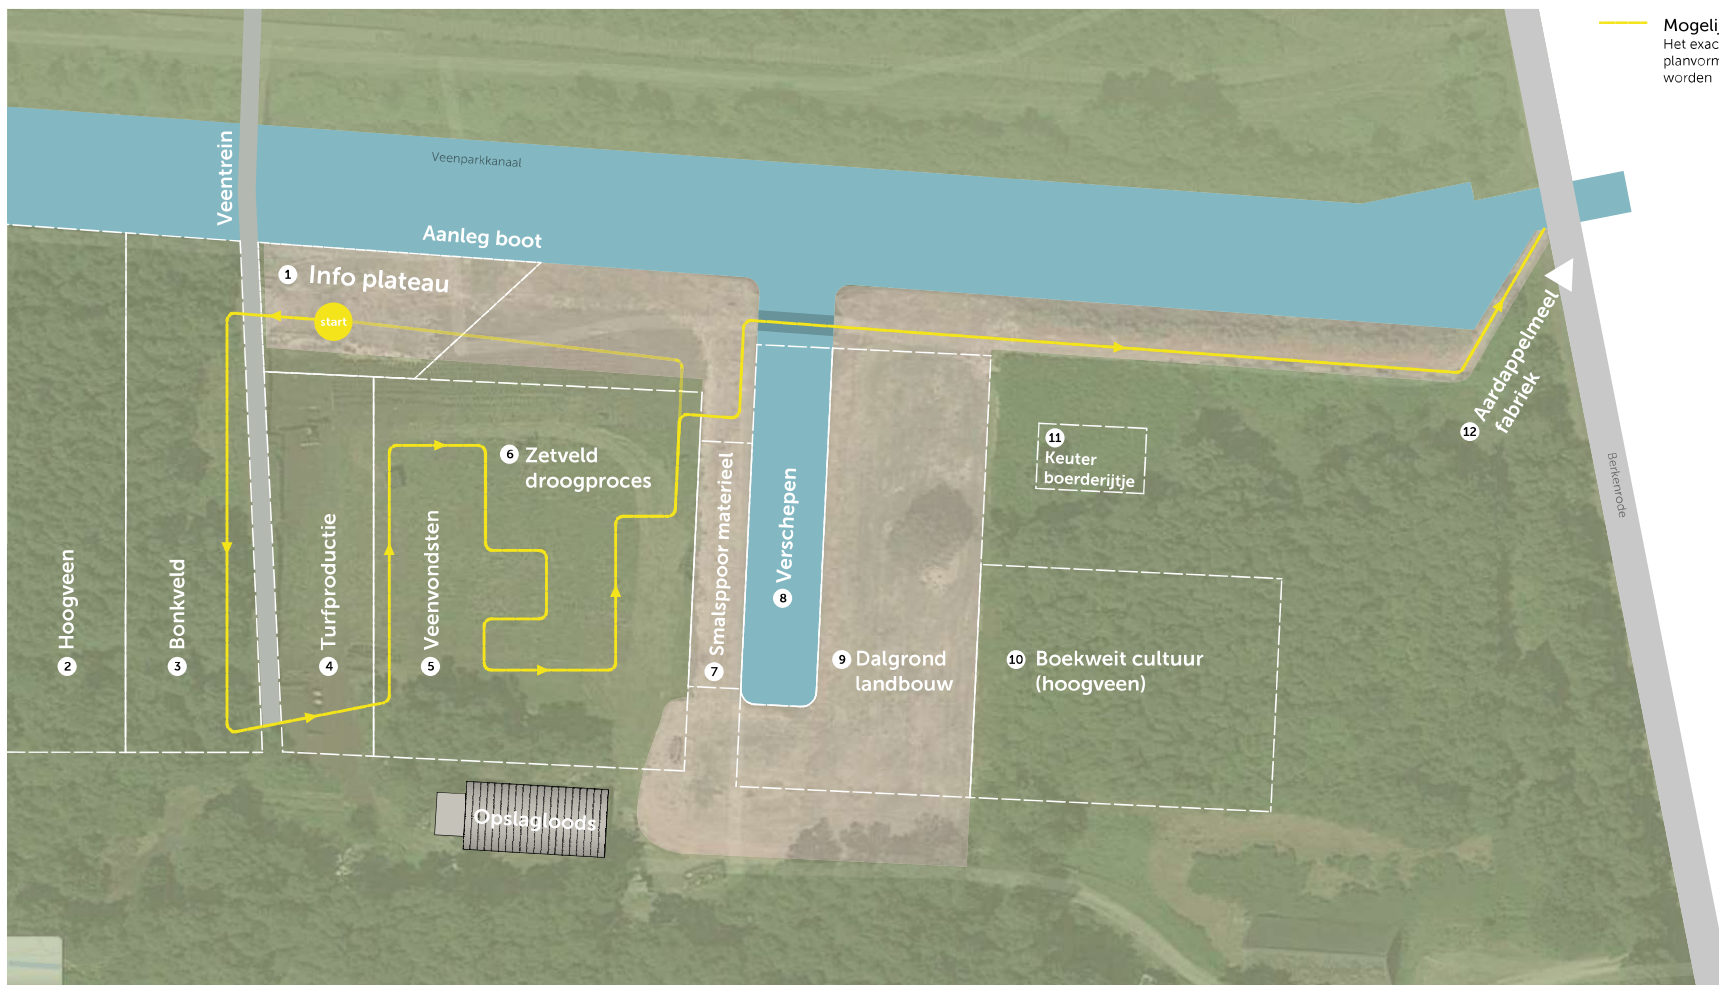 Mogelij
Het exac
planvorm
worden
Veenparkkanaal
Veentrein
Aanleg boot
1 Info plateau
start
2 Hoogveen
3 Bonkveld
4 Turfproductie
5 Veenvondsten
6 Zetveld
droogproces
7 Smalsppoor materieel
8 Verschepen
9 Dalgrond
landbouw
10 Boekweit cultuur
(hoogveen)
11
Keuter
boerderijtje
12 Aardappelmeel
fabriek
Berkenrode
Opslagloods